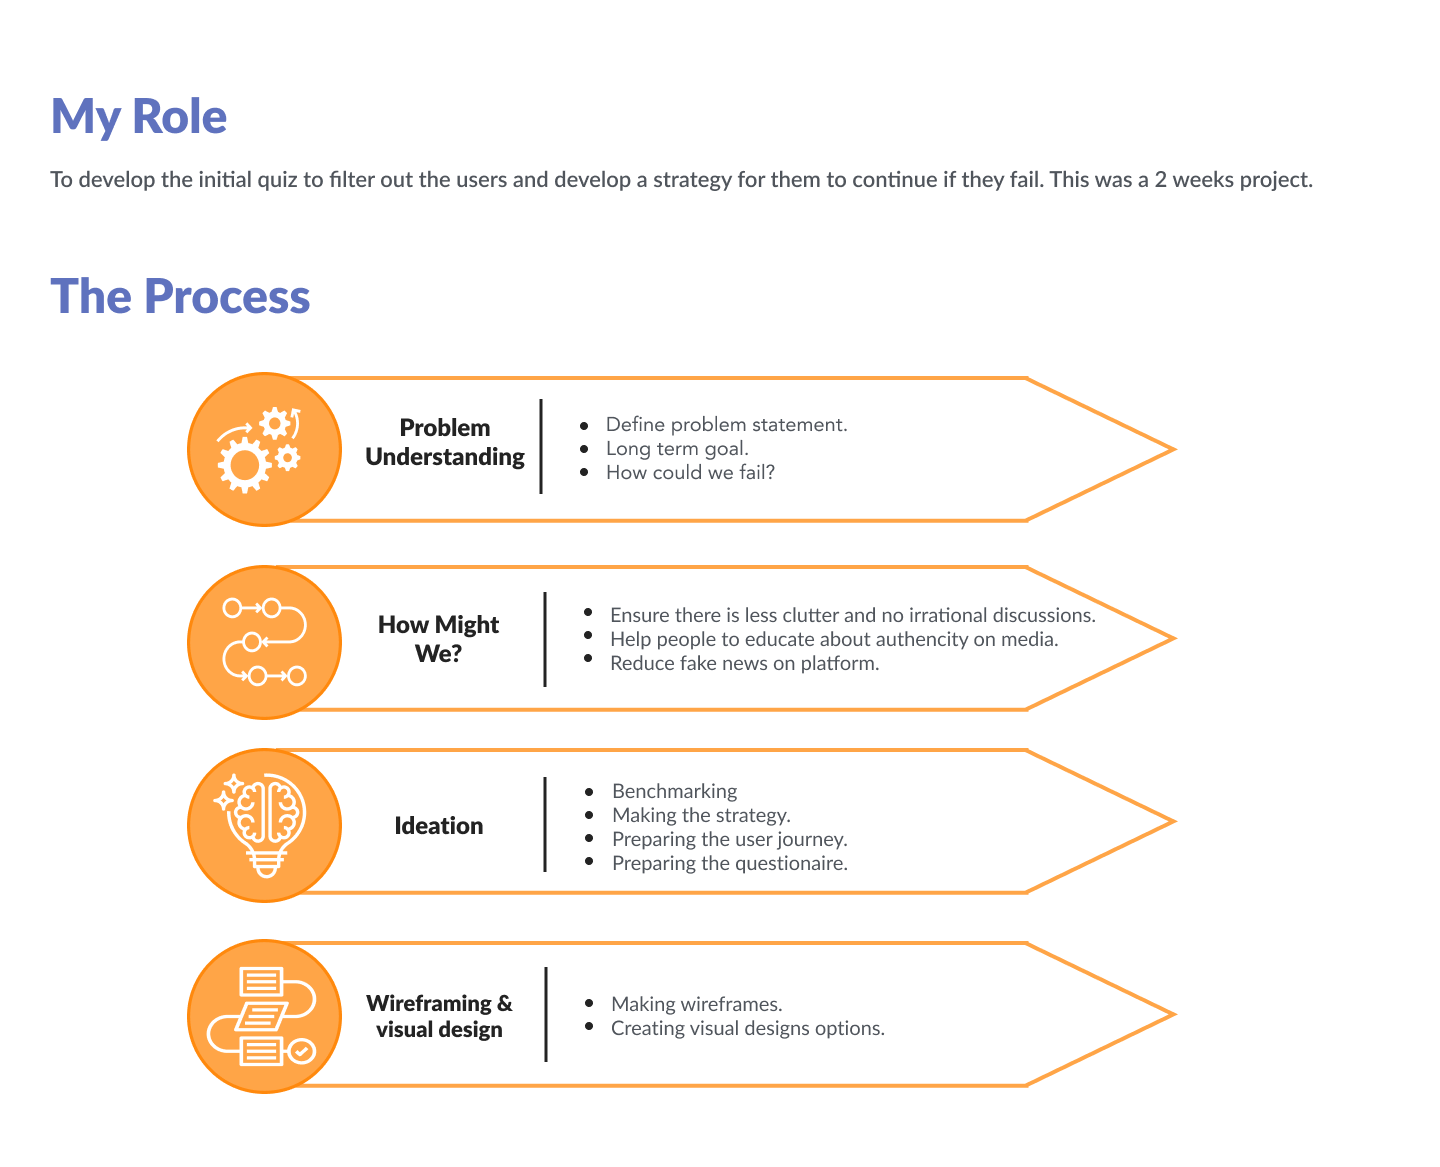 My Role
To develop the initial quiz to filter out the users and develop a strategy for them to continue if they fail. This was a 2 weeks project.
The Process
Problem
Understanding
• Define problem statement.
• Long term goal.
• How could we fail?
How Might
We?
• Ensure there is less clutter and no irrational discussions.
• Help people to educate about authencity on media.
• Reduce fake news on platform.
Ideation
• Benchmarking
• Making the strategy.
• Preparing the user journey.
• Preparing the questionaire.
Wireframing &
visual design
• Making wireframes.
• Creating visual designs options.